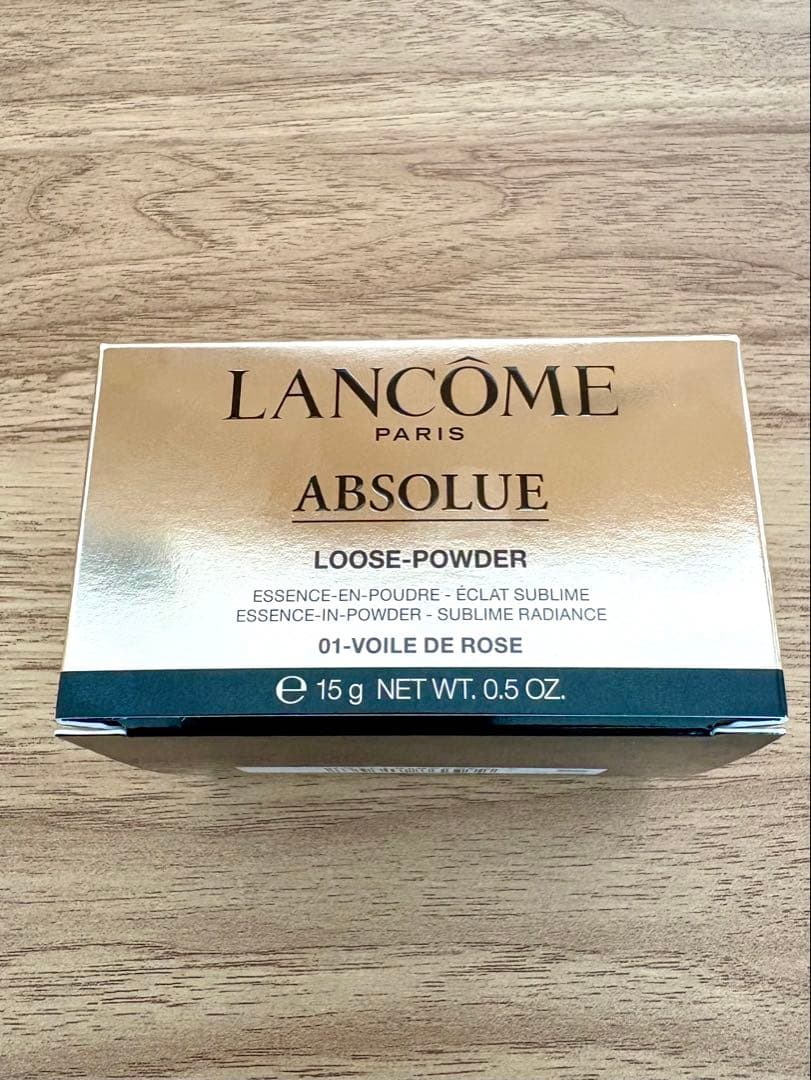 LANCÔME
PARIS
ABSOLUE
LOOSE-POWDER
ESSENCE-EN-POUDRE - ÉCLAT SUBLIME
ESSENCE-IN-POWDER - SUBLIME RADIANCE
01-VOILE DE ROSE
℮ 15 g NET WT. 0.5 OZ.